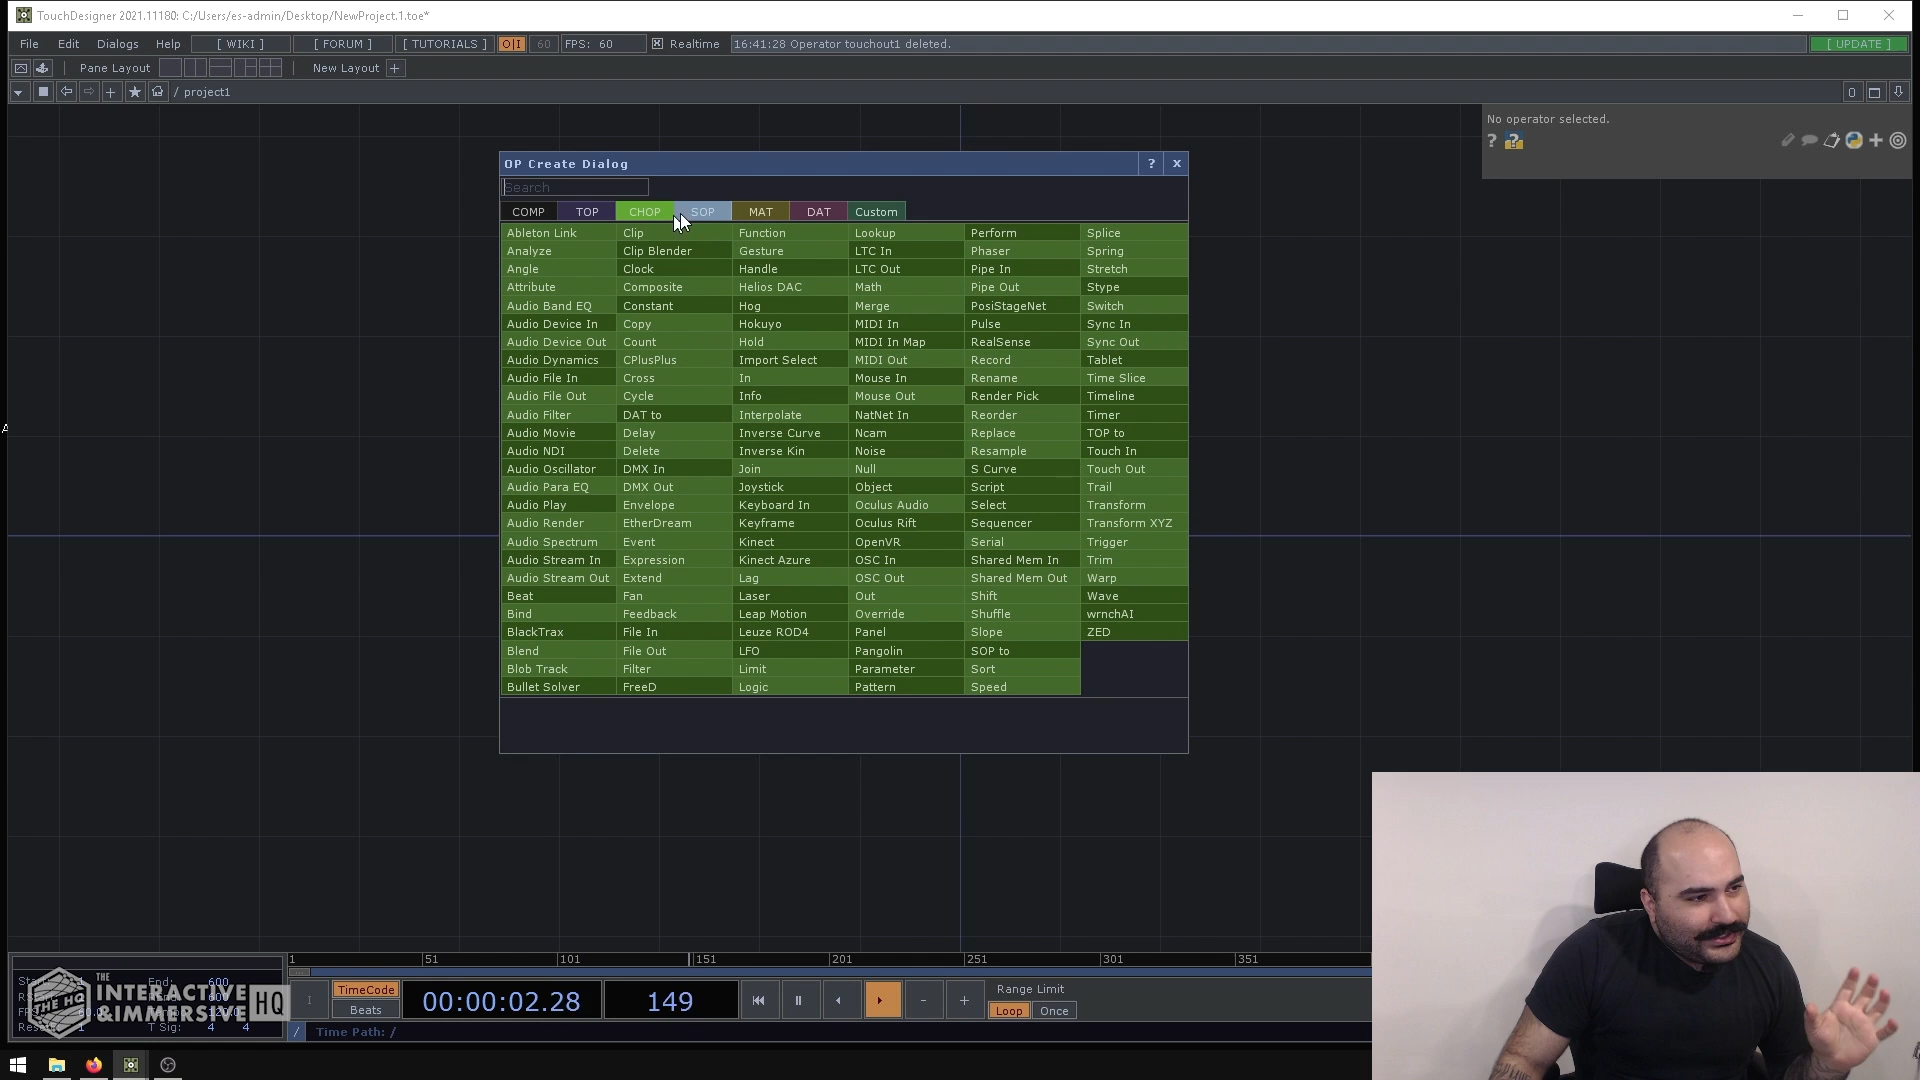 TouchDesigner 2021.11180: C:/Users/es-admin/Desktop/NewProject.1.toe*
File Edit Dialogs Help [ WIKI ] [ FORUM ] [ TUTORIALS ] O|I 60 FPS: 60 Realtime 16:41:28 Operator touchout1 deleted. [ UPDATE ]
Pane Layout New Layout +
/ project1 0
No operator selected.
OP Create Dialog ? x
Search
COMP TOP CHOP SOP MAT DAT Custom
Ableton Link Clip Function Lookup Perform Splice
Analyze Clip Blender Gesture LTC In Phaser Spring
Angle Clock Handle LTC Out Pipe In Stretch
Attribute Composite Helios DAC Math Pipe Out Stype
Audio Band EQ Constant Hog Merge PosiStageNet Switch
Audio Device In Copy Hokuyo MIDI In Pulse Sync In
Audio Device Out Count Hold MIDI In Map RealSense Sync Out
Audio Dynamics CPlusPlus Import Select MIDI Out Record Tablet
Audio File In Cross In Mouse In Rename Time Slice
Audio File Out Cycle Info Mouse Out Render Pick Timeline
Audio Filter DAT to Interpolate NatNet In Reorder Timer
Audio Movie Delay Inverse Curve Ncam Replace TOP to
Audio NDI Delete Inverse Kin Noise Resample Touch In
Audio Oscillator DMX In Join Null S Curve Touch Out
Audio Para EQ DMX Out Joystick Object Script Trail
Audio Play Envelope Keyboard In Oculus Audio Select Transform
Audio Render EtherDream Keyframe Oculus Rift Sequencer Transform XYZ
Audio Spectrum Event Kinect OpenVR Serial Trigger
Audio Stream In Expression Kinect Azure OSC In Shared Mem In Trim
Audio Stream Out Extend Lag OSC Out Shared Mem Out Warp
Beat Fan Laser Out Shift Wave
Bind Feedback Leap Motion Override Shuffle wrnchAI
BlackTrax File In Leuze ROD4 Panel Slope ZED
Blend File Out LFO Pangolin SOP to
Blob Track Filter Limit Parameter Sort
Bullet Solver FreeD Logic Pattern Speed
1 51 101 151 201 251 301 351
End: 600
THE
INTERACTIVE
&IMMERSIVE HQ
THE HQ
T Sig: 4 4
TimeCode
Beats
00:00:02.28 149
Range Limit
Loop Once
/ Time Path: /